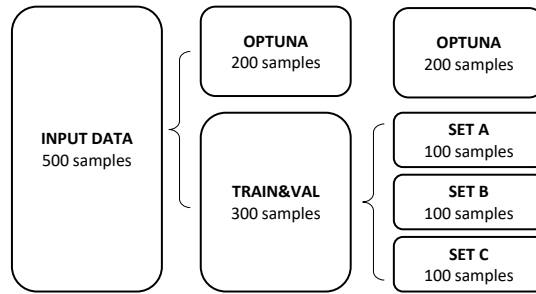 INPUT DATA
500 samples
OPTUNA
200 samples
TRAIN&VAL
300 samples
OPTUNA
200 samples
SET A
100 samples
SET B
100 samples
SET C
100 samples